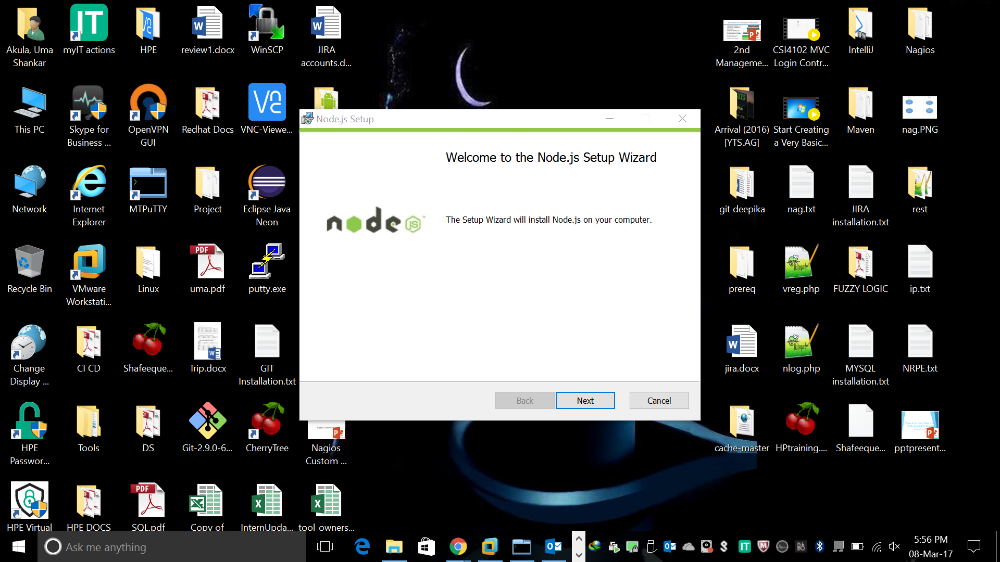 Akula, Uma
Shankar
myIT actions
HPE
review1.docx
WinSCP
JIRA
accounts.d...
2nd
Manageme...
CSI4102 MVC
Login Contr...
IntelliJ
Nagios
This PC
Skype for
Business ...
OpenVPN
GUI
Redhat Docs
VNC-Viewe...
Arrival (2016)
[YTS.AG]
Start Creating
a Very Basic...
Maven
nag.PNG
Node.js Setup
Welcome to the Node.js Setup Wizard
node JS
The Setup Wizard will install Node.js on your computer.
Back
Next
Cancel
Network
Internet
Explorer
MTPuTTY
Project
Eclipse Java
Neon
git deepika
nag.txt
JIRA
installation.txt
rest
Recycle Bin
VMware
Workstati...
Linux
uma.pdf
putty.exe
prereq
vreg.php
FUZZY LOGIC
ip.txt
Change
Display ...
CI CD
Shafeeque...
Trip.docx
GIT
Installation.txt
jira.docx
nlog.php
MYSQL
installation.txt
NRPE.txt
HPE
Passwor...
Tools
DS
Git-2.9.0-6...
CherryTree
Nagios
Custom ...
cache-master
HPtraining....
Shafeeque...
pptpresent...
HPE Virtual
HPE DOCS
SQL.pdf
Copy of
InternUpda...
tool_owners...
Ask me anything
5:56 PM
08-Mar-17